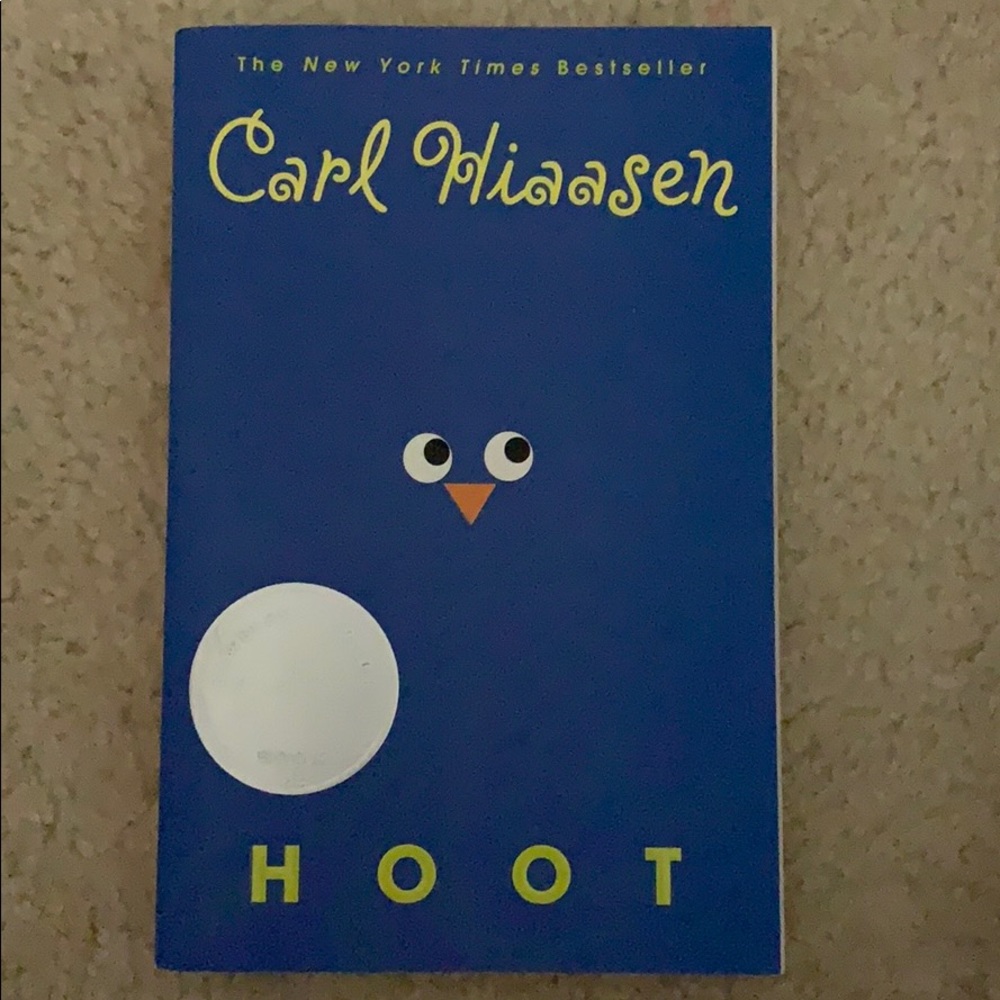 The New York Times Bestseller
Carl Hiaasen
HOOT